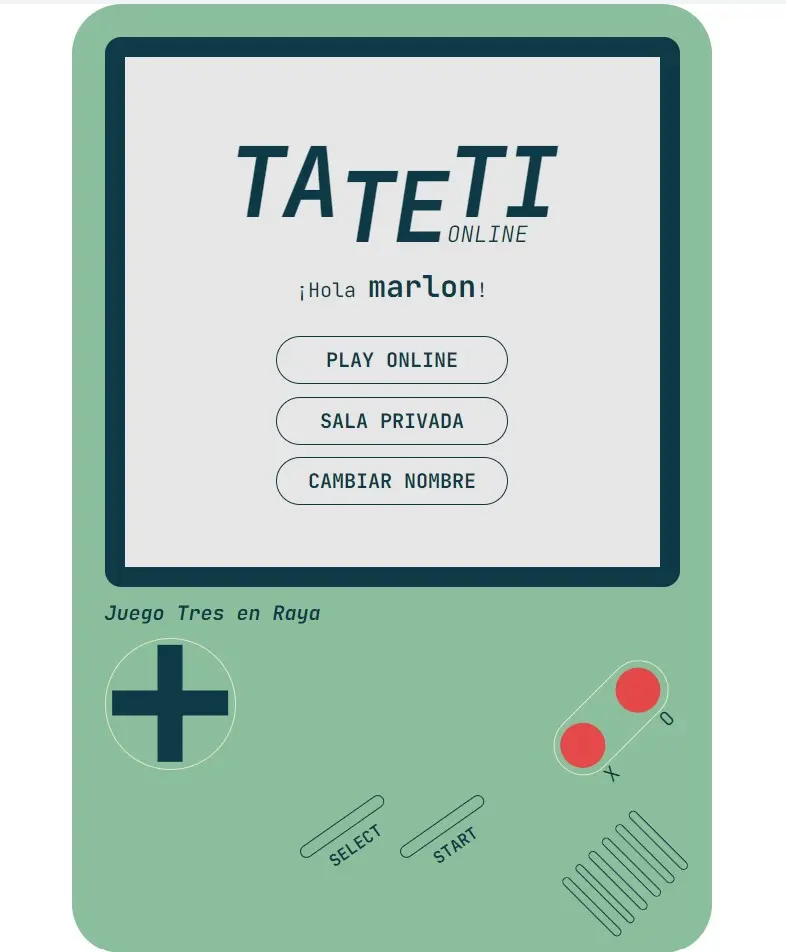 TATETI
ONLINE
¡Hola marlon!
PLAY ONLINE
SALA PRIVADA
CAMBIAR NOMBRE
Juego Tres en Raya
O
X
SELECT
START